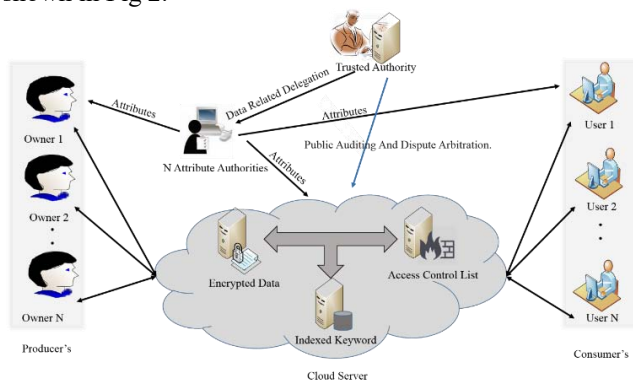 shown in Fig 2.
Trusted Authority
Data Related Delegation
Attributes
Attributes
Owner 1
User 1
N Attribute Authorities
Public Auditing And Dispute Arbitration.
Attributes
Owner 2
User 2
Encrypted Data
Access Control List
Indexed Keyword
Owner N
User N
Producer's
Consumer's
Cloud Server